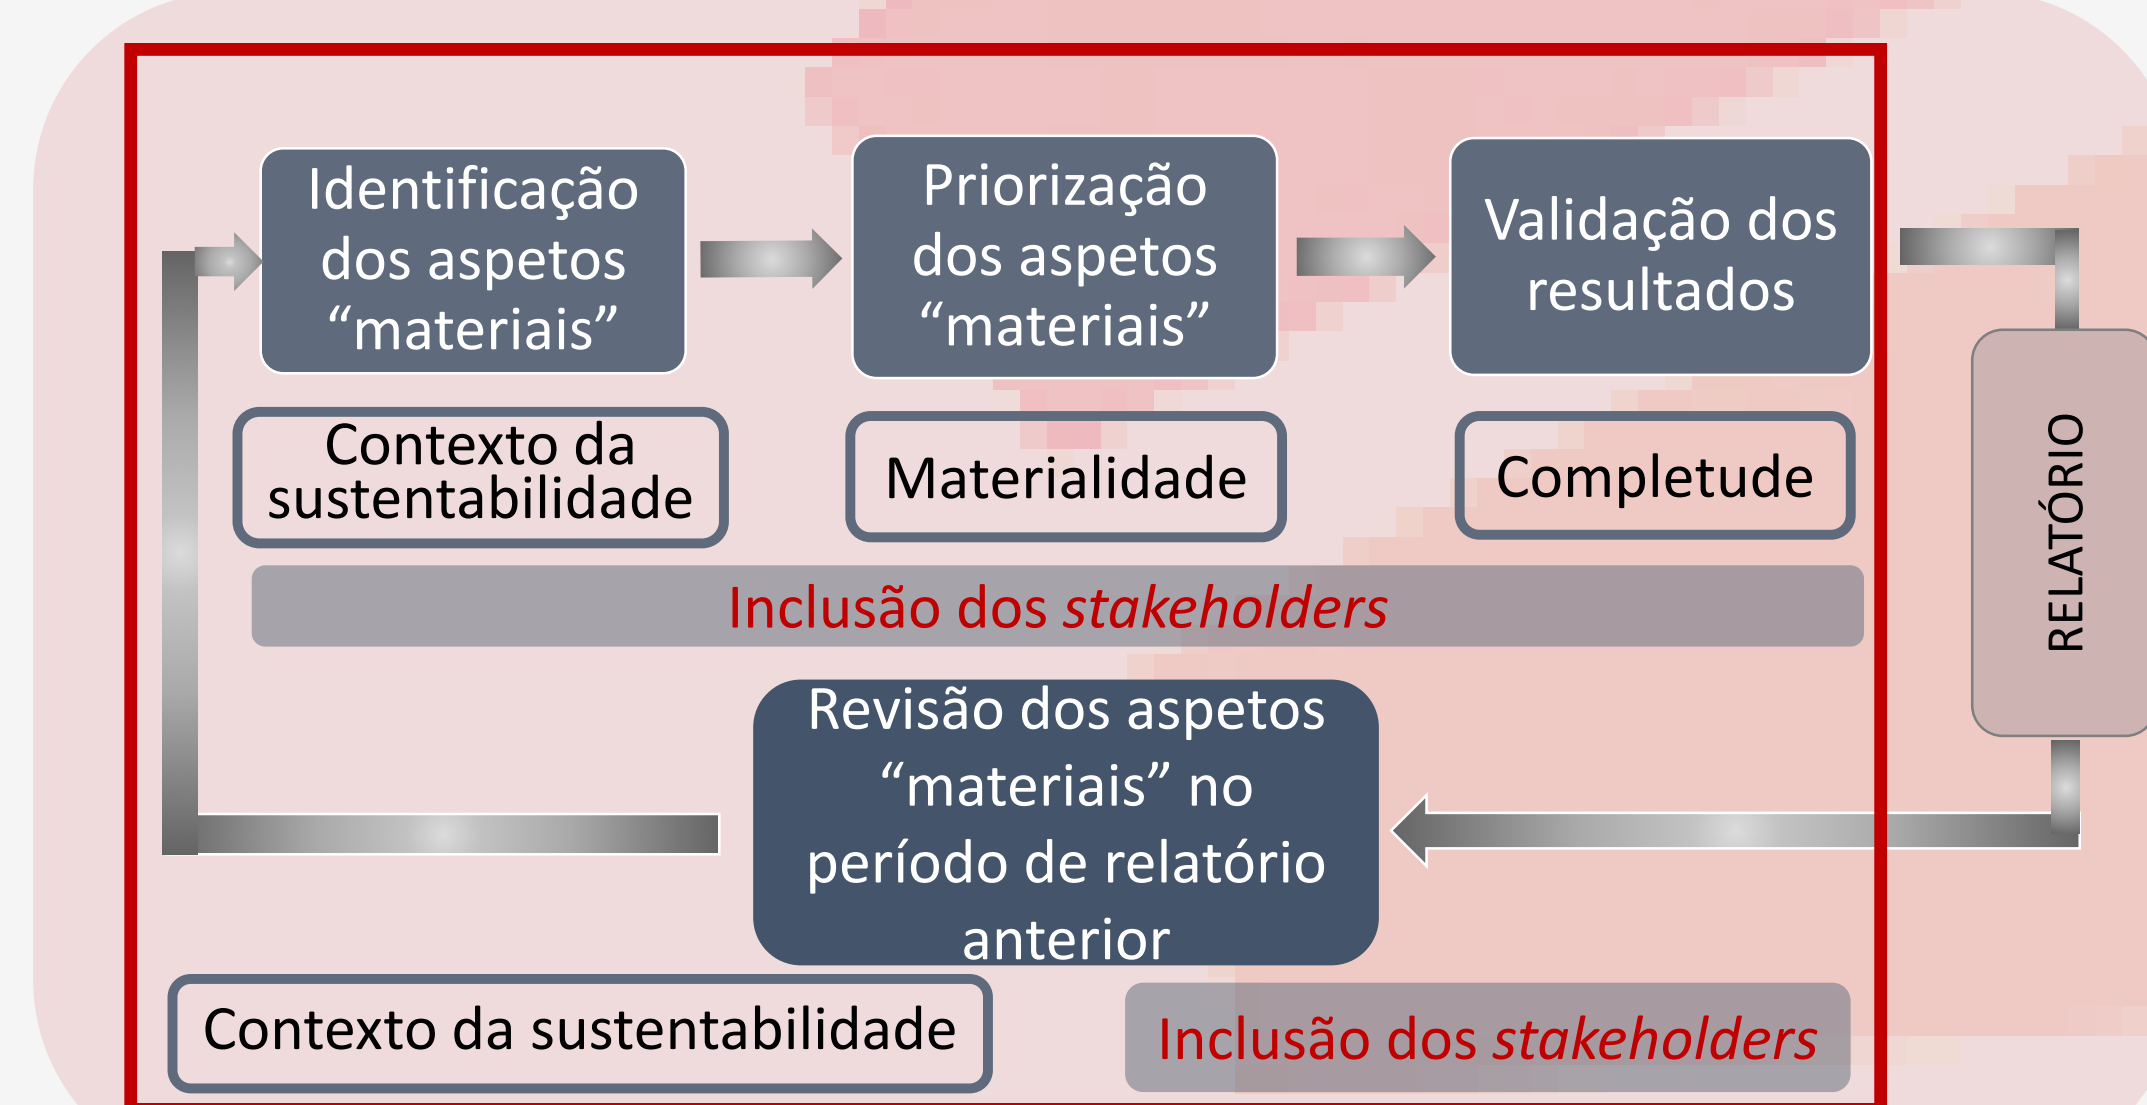 Identificação
dos aspetos
“materiais”
Priorização
dos aspetos
“materiais”
Validação dos
resultados
Contexto da
sustentabilidade
Materialidade
Completude
RELATÓRIO
Inclusão dos stakeholders
Revisão dos aspetos
“materiais” no
período de relatório
anterior
Contexto da sustentabilidade
Inclusão dos stakeholders